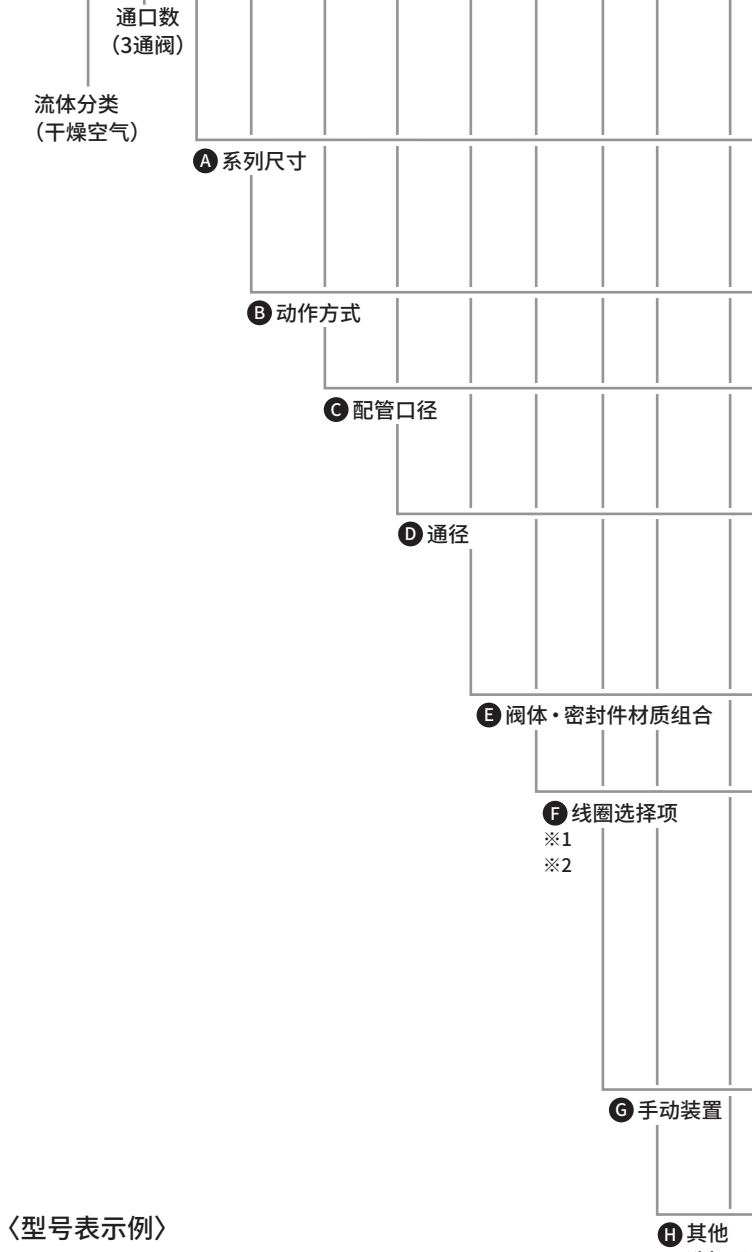 通口数
（3通阀）
流体分类
（干燥空气）
A 系列尺寸
B 动作方式
C 配管口径
D 通径
E 阀体・密封件材质组合
F 线圈选择项
※1
※2
G 手动装置
〈型号表示例〉
H 其他